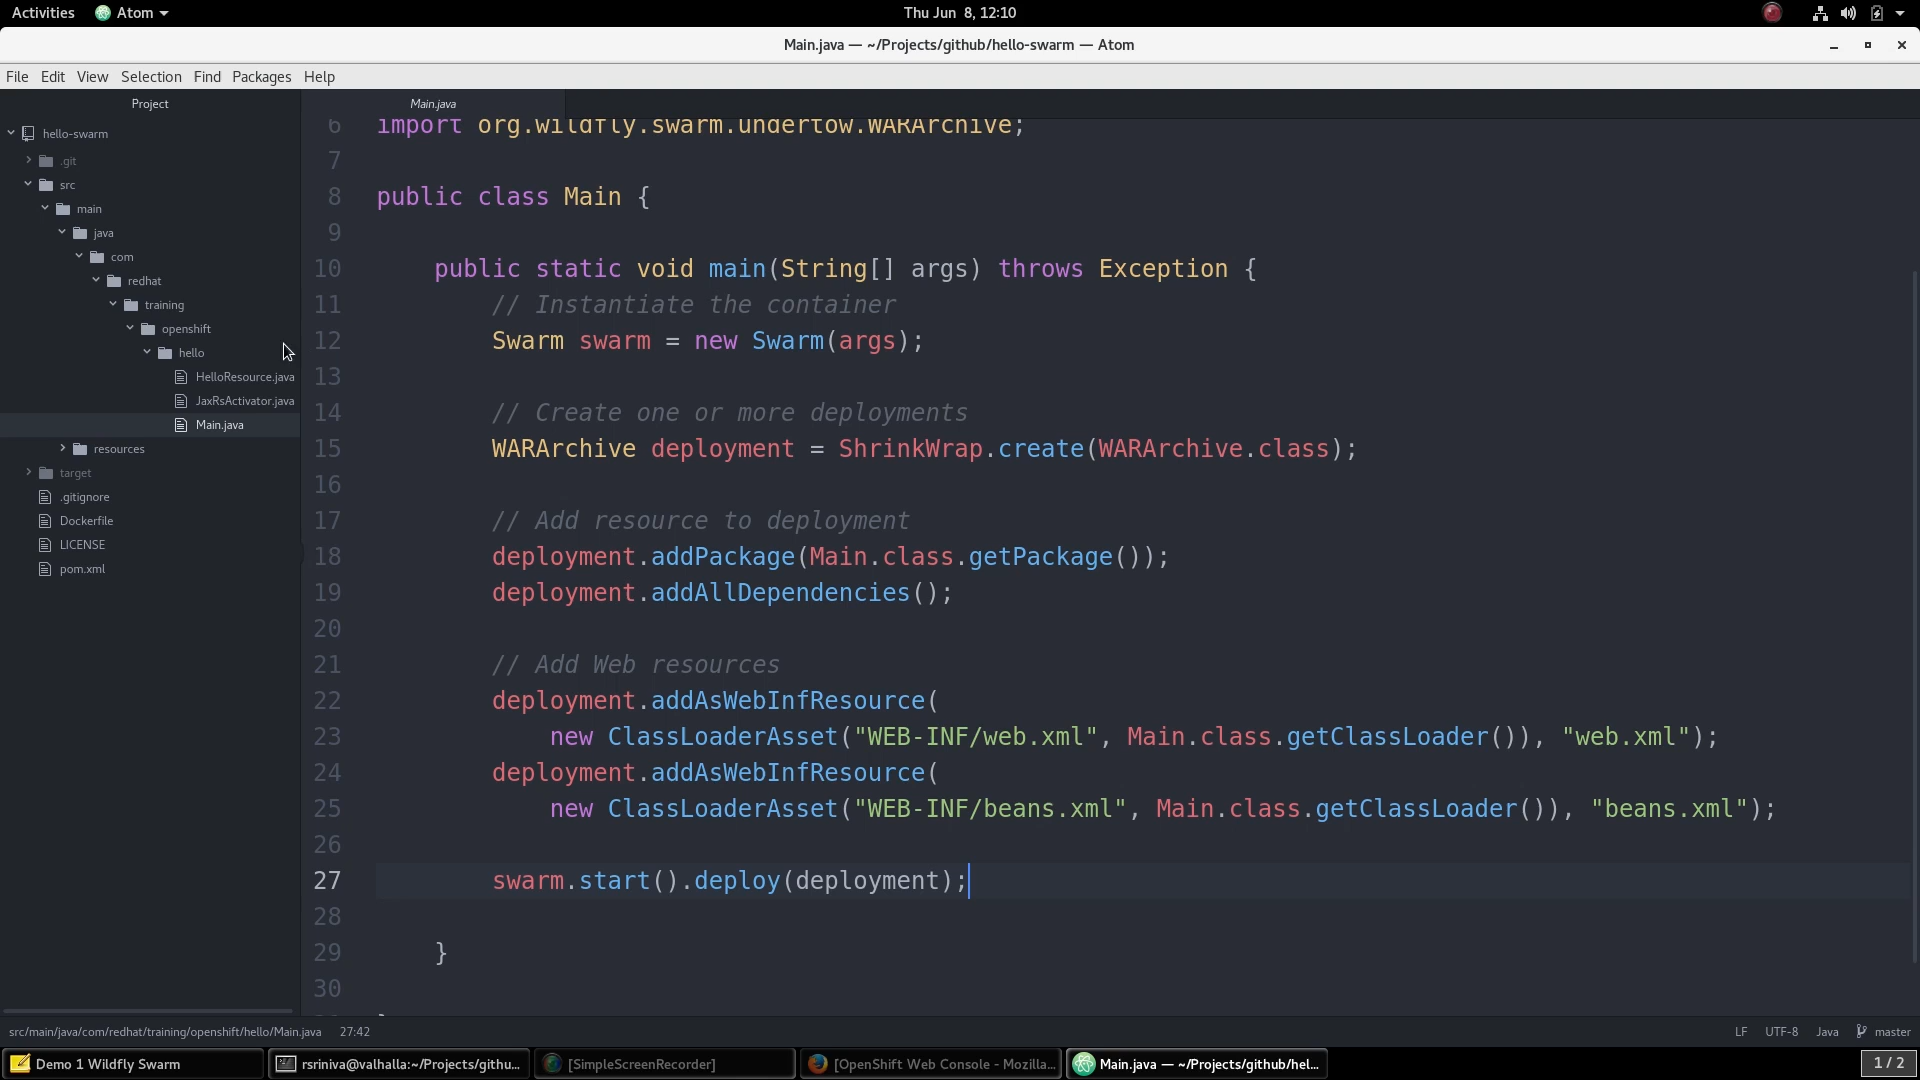 Activities Atom Thu Jun 8, 12:10
Main.java — ~/Projects/github/hello-swarm — Atom
File Edit View Selection Find Packages Help
Project
hello-swarm
.git
src
main
java
com
redhat
training
openshift
hello
HelloResource.java
JaxRsActivator.java
Main.java
resources
target
.gitignore
Dockerfile
LICENSE
pom.xml
Main.java
6 import org.wildfly.swarm.undertow.WARArchive;
7
8 public class Main {
9
10 public static void main(String[] args) throws Exception {
11 // Instantiate the container
12 Swarm swarm = new Swarm(args);
13
14 // Create one or more deployments
15 WARArchive deployment = ShrinkWrap.create(WARArchive.class);
16
17 // Add resource to deployment
18 deployment.addPackage(Main.class.getPackage());
19 deployment.addAllDependencies();
20
21 // Add Web resources
22 deployment.addAsWebInfResource(
23 new ClassLoaderAsset("WEB-INF/web.xml", Main.class.getClassLoader()), "web.xml");
24 deployment.addAsWebInfResource(
25 new ClassLoaderAsset("WEB-INF/beans.xml", Main.class.getClassLoader()), "beans.xml");
26
27 swarm.start().deploy(deployment);
28
29 }
30
src/main/java/com/redhat/training/openshift/hello/Main.java 27:42 LF UTF-8 Java master
Demo 1 Wildfly Swarm rsriniva@valhalla:~/Projects/githu... [SimpleScreenRecorder] [OpenShift Web Console - Mozilla... Main.java — ~/Projects/github/hel... 1 / 2